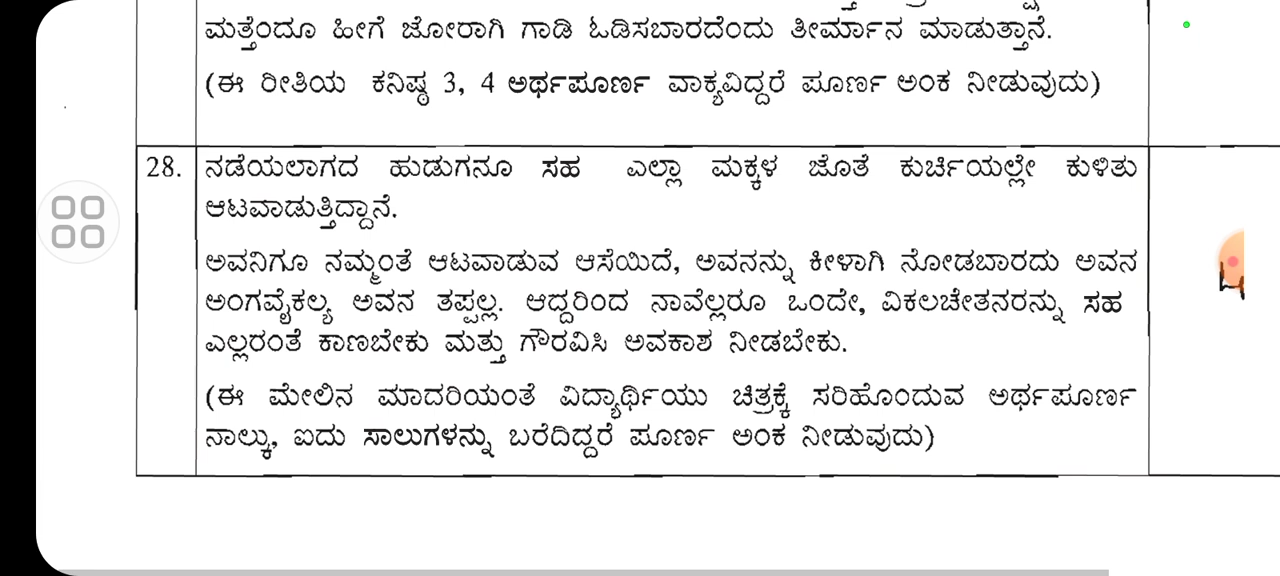 ಮತ್ತೆಂದೂ ಹೀಗೆ ಜೋರಾಗಿ ಗಾಡಿ ಓಡಿಸಬಾರದೆಂದು ತೀರ್ಮಾನ ಮಾಡುತ್ತಾನೆ.
(ಈ ರೀತಿಯ ಕನಿಷ್ಠ 3, 4 ಅರ್ಥಪೂರ್ಣ ವಾಕ್ಯವಿದ್ದರೆ ಪೂರ್ಣ ಅಂಕ ನೀಡುವುದು)
28. ನಡೆಯಲಾಗದ ಹುಡುಗನೂ ಸಹ ಎಲ್ಲಾ ಮಕ್ಕಳ ಜೊತೆ ಕುರ್ಚಿಯಲ್ಲೇ ಕುಳಿತು
ಆಟವಾಡುತ್ತಿದ್ದಾನೆ.
ಅವನಿಗೂ ನಮ್ಮಂತೆ ಆಟವಾಡುವ ಆಸೆಯಿದೆ, ಅವನನ್ನು ಕೀಳಾಗಿ ನೋಡಬಾರದು ಅವನ
ಅಂಗವೈಕಲ್ಯ ಅವನ ತಪ್ಪಲ್ಲ. ಆದ್ದರಿಂದ ನಾವೆಲ್ಲರೂ ಒಂದೇ, ವಿಕಲಚೇತನರನ್ನು ಸಹ
ಎಲ್ಲರಂತೆ ಕಾಣಬೇಕು ಮತ್ತು ಗೌರವಿಸಿ ಅವಕಾಶ ನೀಡಬೇಕು.
(ಈ ಮೇಲಿನ ಮಾದರಿಯಂತೆ ವಿದ್ಯಾರ್ಥಿಯು ಚಿತ್ರಕ್ಕೆ ಸರಿಹೊಂದುವ ಅರ್ಥಪೂರ್ಣ
ನಾಲ್ಕು, ಐದು ಸಾಲುಗಳನ್ನು ಬರೆದಿದ್ದರೆ ಪೂರ್ಣ ಅಂಕ ನೀಡುವುದು)